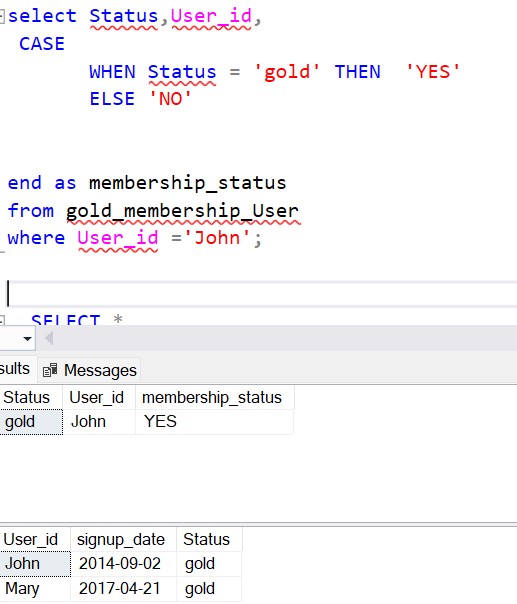 select Status,User_id,
CASE
WHEN Status = 'gold' THEN 'YES'
ELSE 'NO'
end as membership_status
from gold_membership_User
where User_id ='John';
SELECT *
Messages
Status User_id membership_status
gold John YES
User_id signup_date Status
John 2014-09-02 gold
Mary 2017-04-21 gold